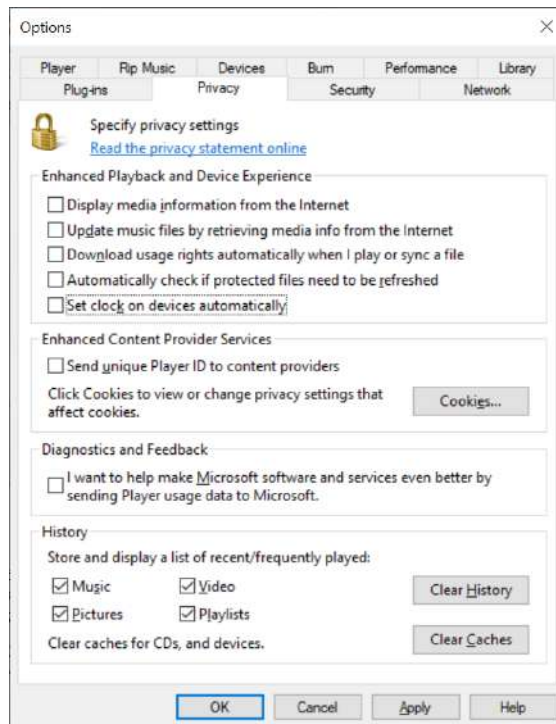 Options
Player Rip Music Devices Burn Performance Library
Plug-ins Privacy Security Network
Specify privacy settings
Read the privacy statement online
Enhanced Playback and Device Experience
Display media information from the Internet
Update music files by retrieving media info from the Internet
Download usage rights automatically when I play or sync a file
Automatically check if protected files need to be refreshed
Set clock on devices automatically
Enhanced Content Provider Services
Send unique Player ID to content providers
Click Cookies to view or change privacy settings that
affect cookies.
Cookies...
Diagnostics and Feedback
I want to help make Microsoft software and services even better by
sending Player usage data to Microsoft.
History
Store and display a list of recent/frequently played:
Music Video
Clear History
Pictures Playlists
Clear caches for CDs, and devices.
Clear Caches
OK Cancel Apply Help